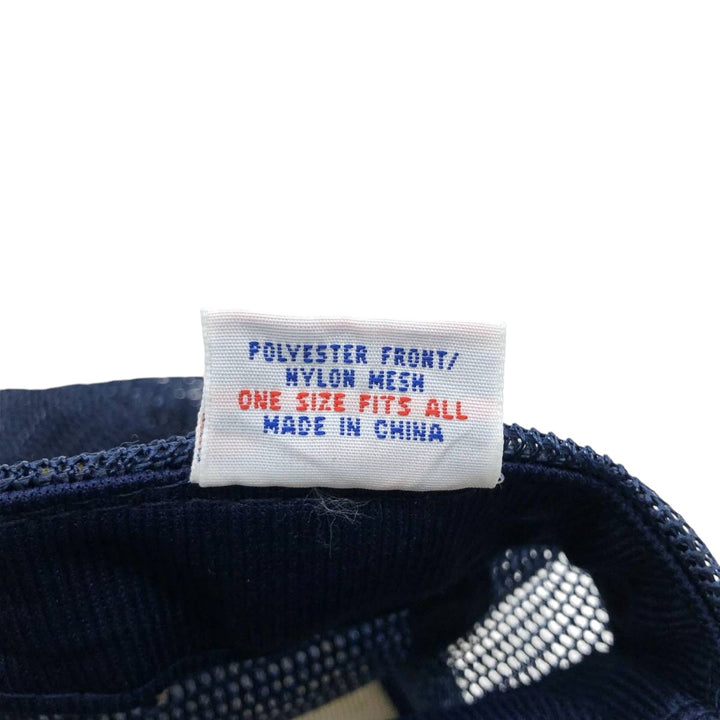 POLYESTER FRONT/
NYLON MESH
ONE SIZE FITS ALL
MADE IN CHINA